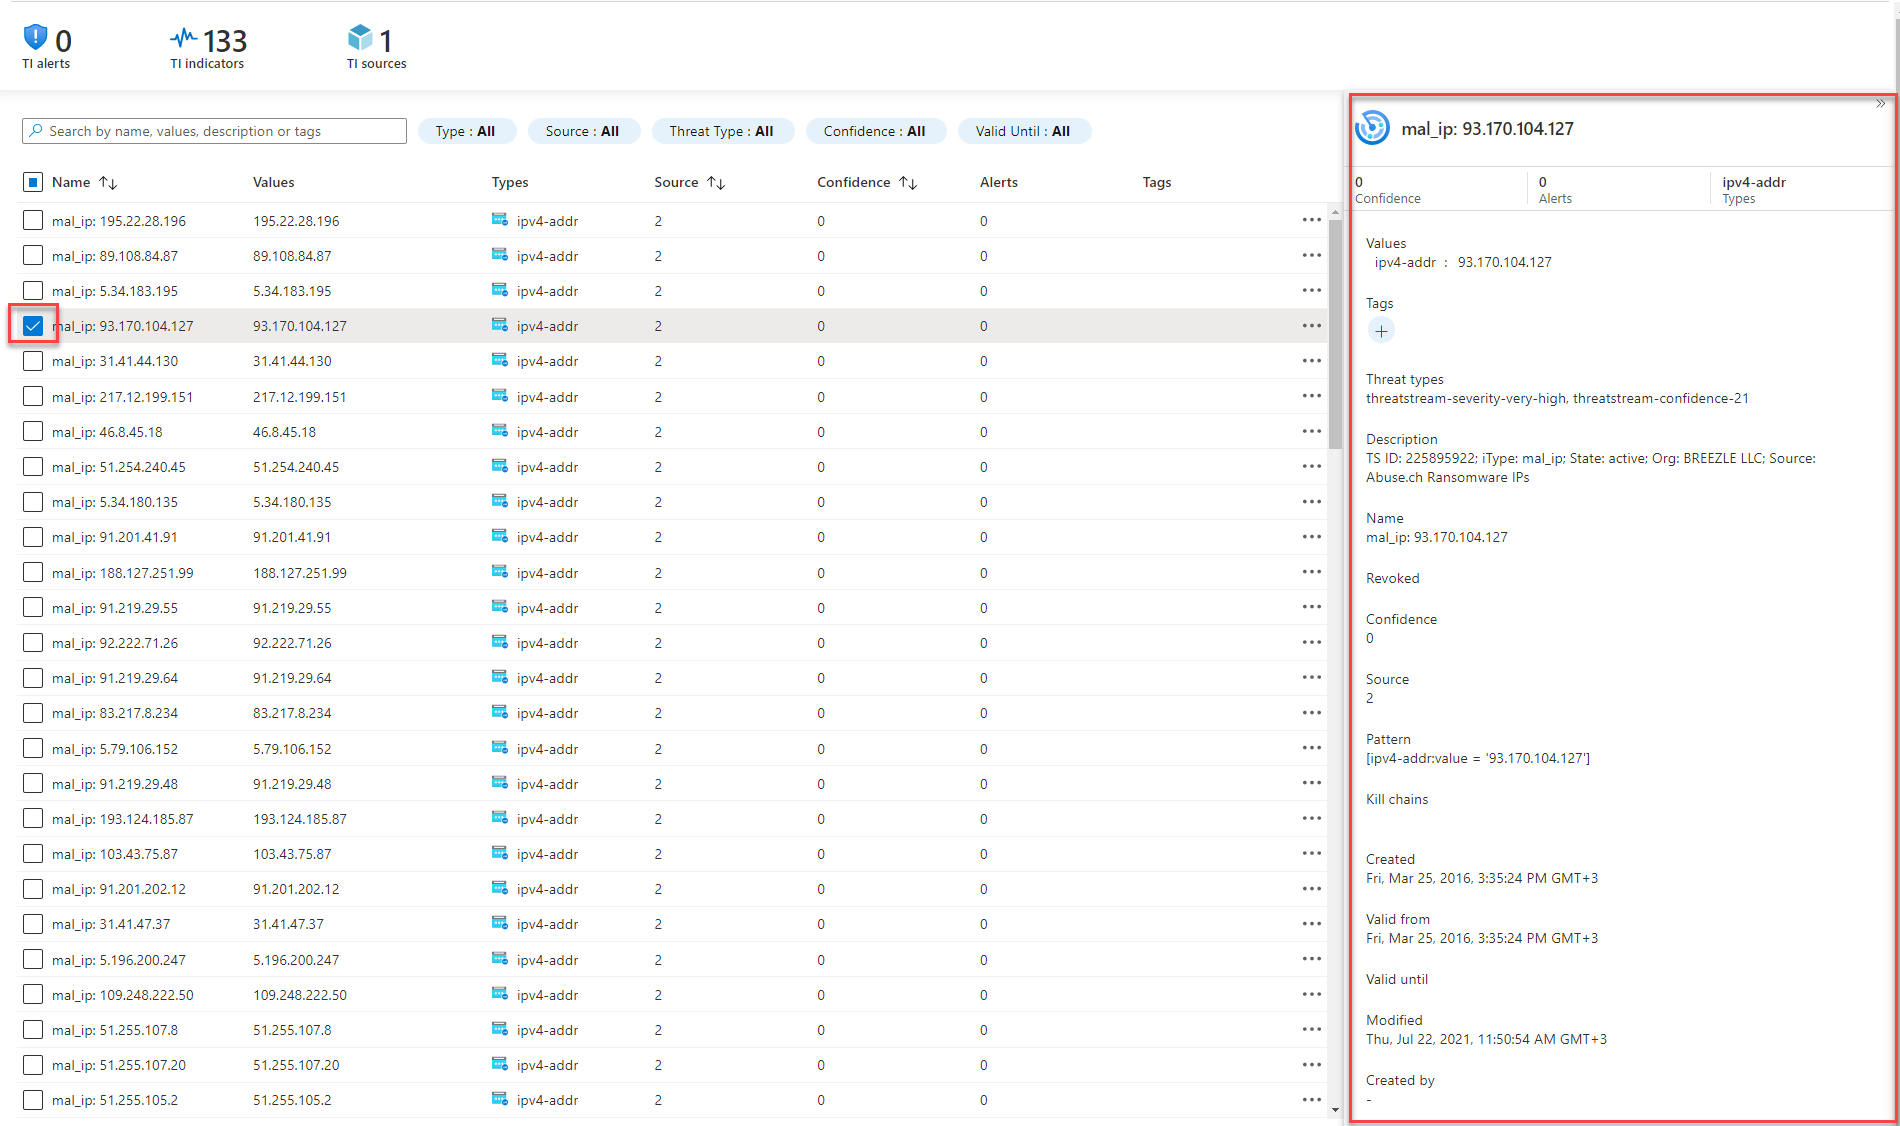 0
TI alerts
133
TI indicators
1
TI sources
Search by name, values, description or tags
Type : All
Source : All
Threat Type : All
Confidence : All
Valid Until : All
Name Values Types Source Confidence Alerts Tags
mal_ip: 195.22.28.196 195.22.28.196 ipv4-addr 2 0 0
mal_ip: 89.108.84.87 89.108.84.87 ipv4-addr 2 0 0
mal_ip: 5.34.183.195 5.34.183.195 ipv4-addr 2 0 0
mal_ip: 93.170.104.127 93.170.104.127 ipv4-addr 2 0 0
mal_ip: 31.41.44.130 31.41.44.130 ipv4-addr 2 0 0
mal_ip: 217.12.199.151 217.12.199.151 ipv4-addr 2 0 0
mal_ip: 46.8.45.18 46.8.45.18 ipv4-addr 2 0 0
mal_ip: 51.254.240.45 51.254.240.45 ipv4-addr 2 0 0
mal_ip: 5.34.180.135 5.34.180.135 ipv4-addr 2 0 0
mal_ip: 91.201.41.91 91.201.41.91 ipv4-addr 2 0 0
mal_ip: 188.127.251.99 188.127.251.99 ipv4-addr 2 0 0
mal_ip: 91.219.29.55 91.219.29.55 ipv4-addr 2 0 0
mal_ip: 92.222.71.26 92.222.71.26 ipv4-addr 2 0 0
mal_ip: 91.219.29.64 91.219.29.64 ipv4-addr 2 0 0
mal_ip: 83.217.8.234 83.217.8.234 ipv4-addr 2 0 0
mal_ip: 5.79.106.152 5.79.106.152 ipv4-addr 2 0 0
mal_ip: 91.219.29.48 91.219.29.48 ipv4-addr 2 0 0
mal_ip: 193.124.185.87 193.124.185.87 ipv4-addr 2 0 0
mal_ip: 103.43.75.87 103.43.75.87 ipv4-addr 2 0 0
mal_ip: 91.201.202.12 91.201.202.12 ipv4-addr 2 0 0
mal_ip: 31.41.47.37 31.41.47.37 ipv4-addr 2 0 0
mal_ip: 5.196.200.247 5.196.200.247 ipv4-addr 2 0 0
mal_ip: 109.248.222.50 109.248.222.50 ipv4-addr 2 0 0
mal_ip: 51.255.107.8 51.255.107.8 ipv4-addr 2 0 0
mal_ip: 51.255.107.20 51.255.107.20 ipv4-addr 2 0 0
mal_ip: 51.255.105.2 51.255.105.2 ipv4-addr 2 0 0
mal_ip: 93.170.104.127
0 0 ipv4-addr
Confidence Alerts Types
Values
ipv4-addr : 93.170.104.127
Tags
Threat types
threatstream-severity-very-high, threatstream-confidence-21
Description
TS ID: 225895922; iType: mal_ip; State: active; Org: BREEZLE LLC; Source:
Abuse.ch Ransomware IPs
Name
mal_ip: 93.170.104.127
Revoked
Confidence
0
Source
2
Pattern
[ipv4-addr:value = '93.170.104.127']
Kill chains
Created
Fri, Mar 25, 2016, 3:35:24 PM GMT+3
Valid from
Fri, Mar 25, 2016, 3:35:24 PM GMT+3
Valid until
Modified
Thu, Jul 22, 2021, 11:50:54 AM GMT+3
Created by
-